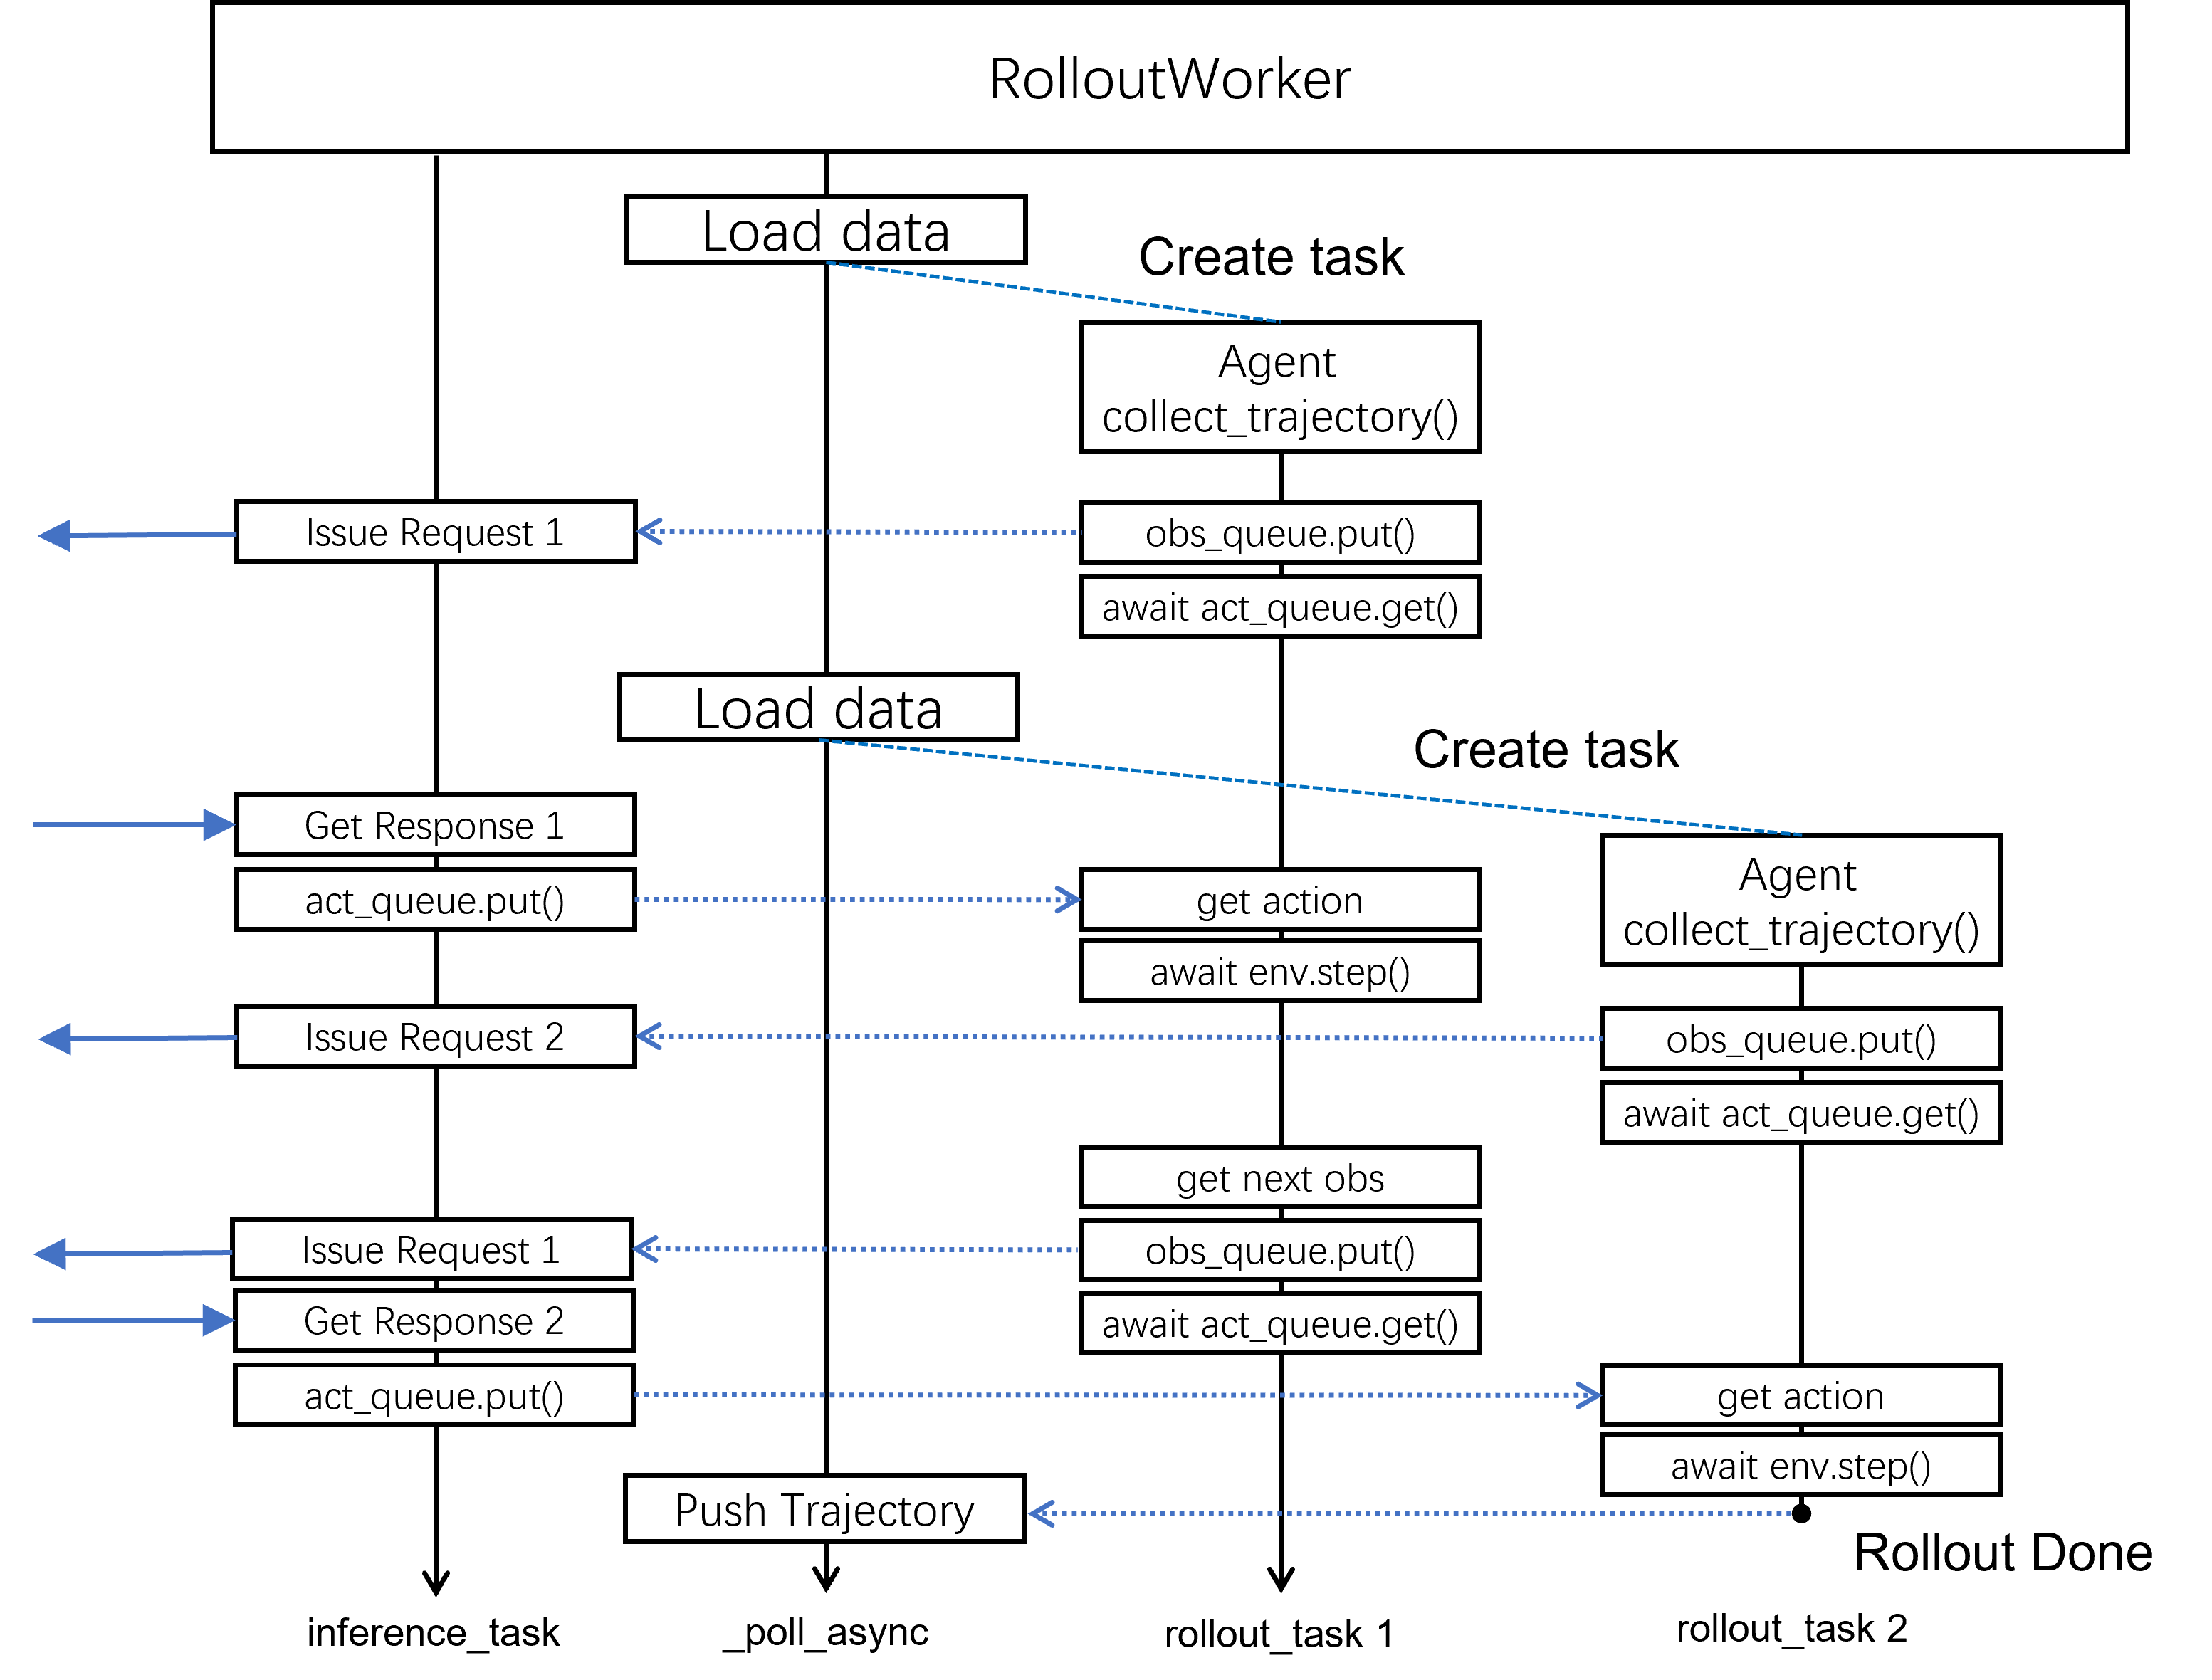 RolloutWorker
Load data
Create task
Agent
collect_trajectory()
Issue Request 1
obs_queue.put()
await act_queue.get()
Load data
Create task
Get Response 1
Agent
collect_trajectory()
act_queue.put()
get action
await env.step()
Issue Request 2
obs_queue.put()
await act_queue.get()
get next obs
Issue Request 1
obs_queue.put()
Get Response 2
await act_queue.get()
act_queue.put()
get action
await env.step()
Push Trajectory
Rollout Done
inference_task
_poll_async
rollout_task 1
rollout_task 2